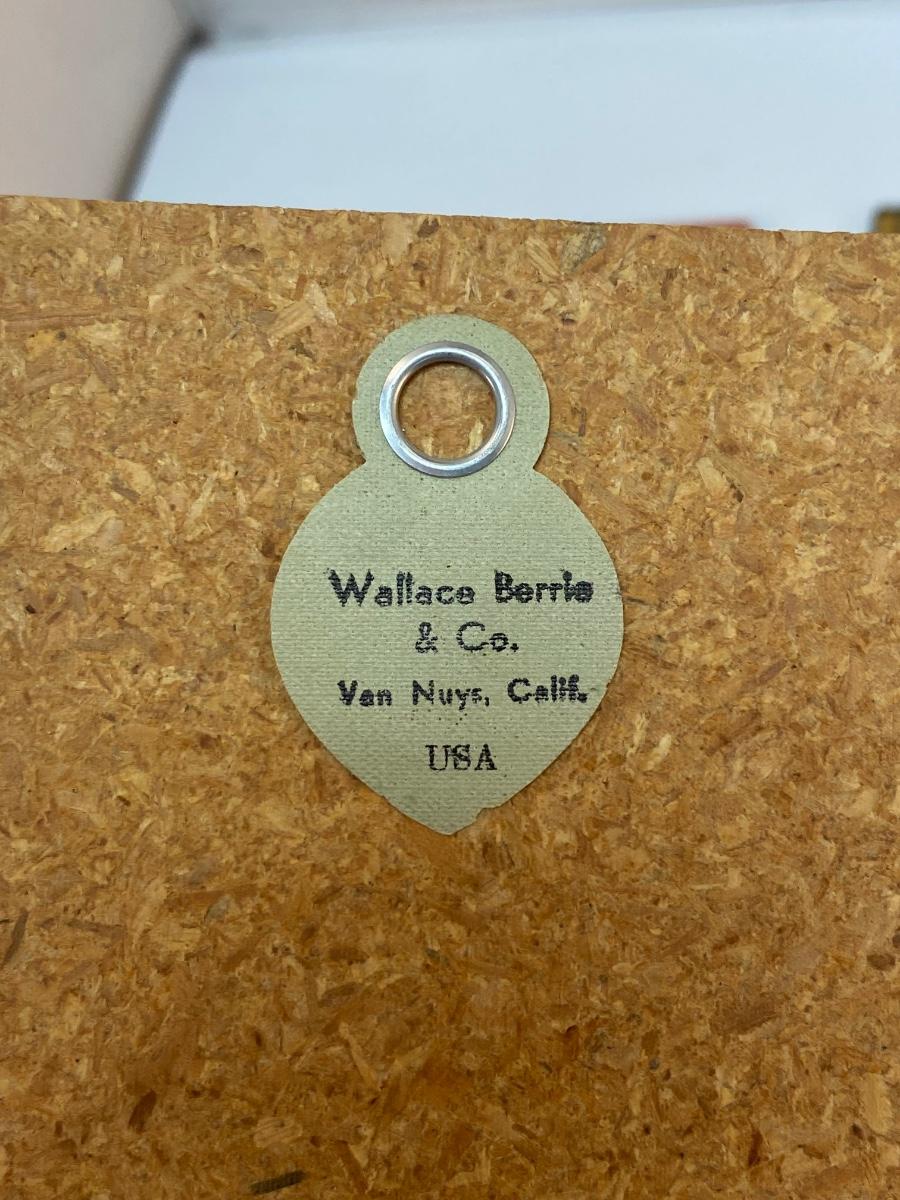 Wallace Berrie
& Co.
Van Nuys, Calif.
USA